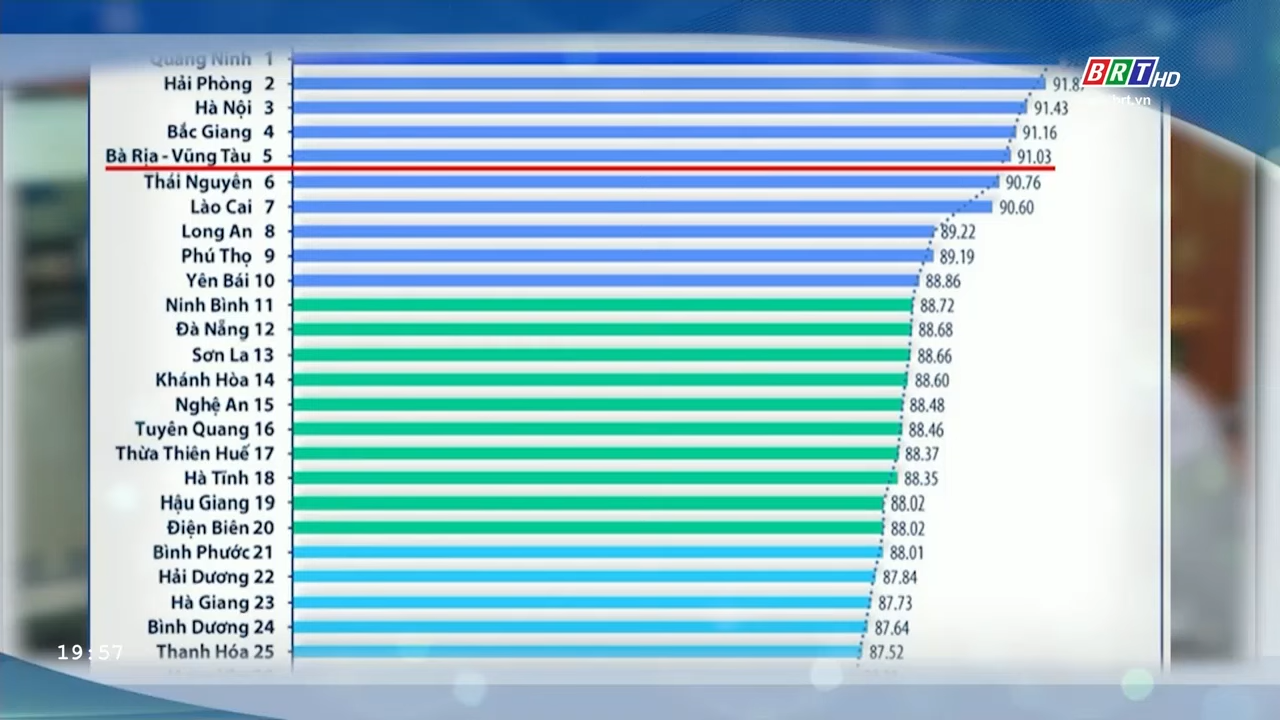 Quảng Ninh 1
BRT HD
Hải Phòng 2
Hà Nội 3 91.43
Bắc Giang 4 91.16
Bà Rịa - Vũng Tàu 5 91.03
Thái Nguyên 6 90.76
Lào Cai 7 90.60
Long An 8 89.22
Phú Thọ 9 89.19
Yên Bái 10 88.86
Ninh Bình 11 88.72
Đà Nẵng 12 88.68
Sơn La 13 88.66
Khánh Hòa 14 88.60
Nghệ An 15 88.48
Tuyên Quang 16 88.46
Thừa Thiên Huế 17 88.37
Hà Tĩnh 18 88.35
Hậu Giang 19 88.02
Điện Biên 20 88.02
Bình Phước 21 88.01
Hải Dương 22 87.84
Hà Giang 23 87.73
Bình Dương 24 87.64
Thanh Hóa 25 87.52
19:57